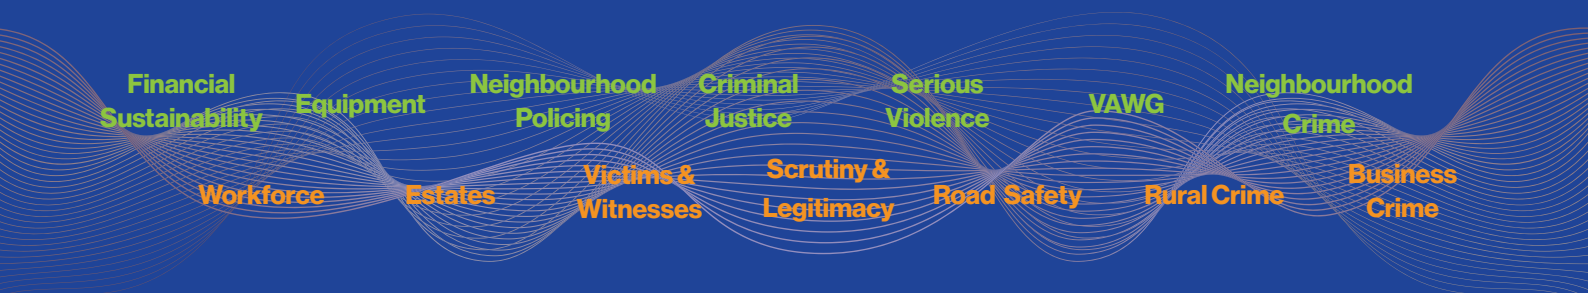 Financial
Sustainability
Equipment
Neighbourhood
Policing
Criminal
Justice
Serious
Violence
VAWG
Neighbourhood
Crime
Workforce
Estates
Victims &
Witnesses
Scrutiny &
Legitimacy
Road Safety
Rural Crime
Business
Crime